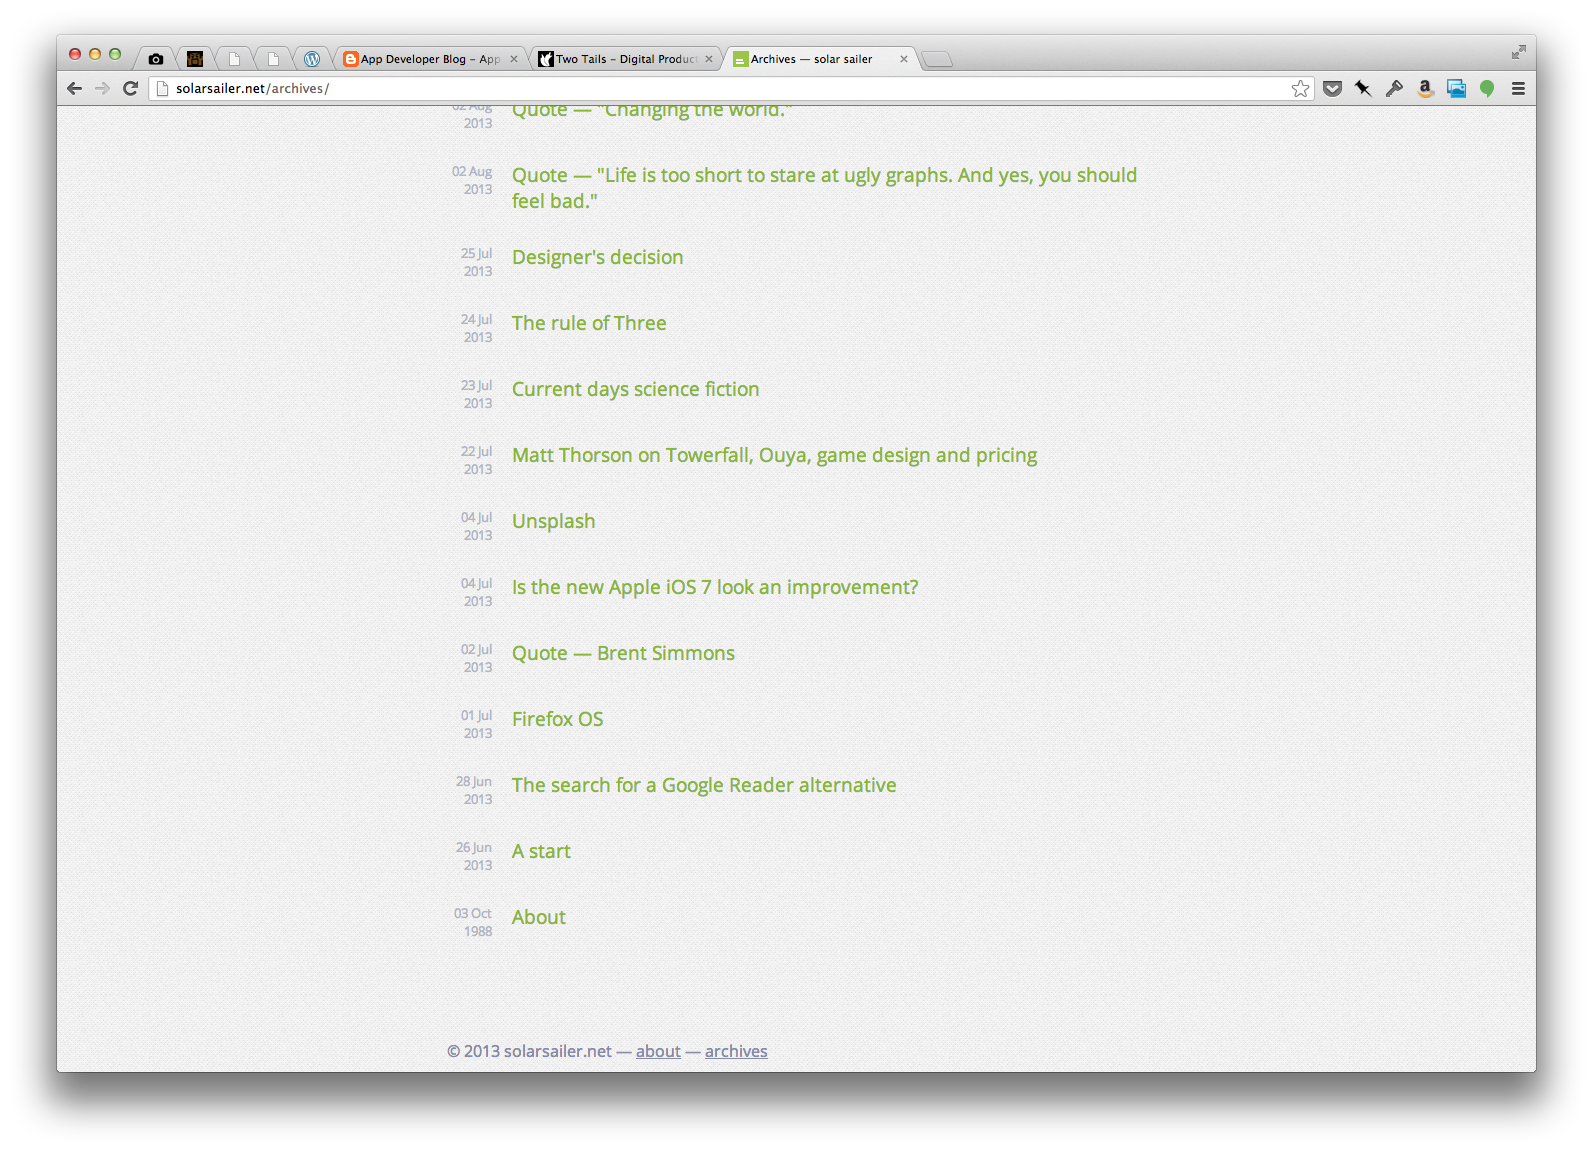 App Developer Blog – App
Two Tails – Digital Product
Archives — solar sailer
solarsailer.net/archives/
02 Aug
2013
Quote — "Changing the world."
02 Aug
2013
Quote — "Life is too short to stare at ugly graphs. And yes, you should
feel bad."
25 Jul
2013
Designer's decision
24 Jul
2013
The rule of Three
23 Jul
2013
Current days science fiction
22 Jul
2013
Matt Thorson on Towerfall, Ouya, game design and pricing
04 Jul
2013
Unsplash
04 Jul
2013
Is the new Apple iOS 7 look an improvement?
02 Jul
2013
Quote — Brent Simmons
01 Jul
2013
Firefox OS
28 Jun
2013
The search for a Google Reader alternative
26 Jun
2013
A start
03 Oct
1988
About
© 2013 solarsailer.net — about — archives